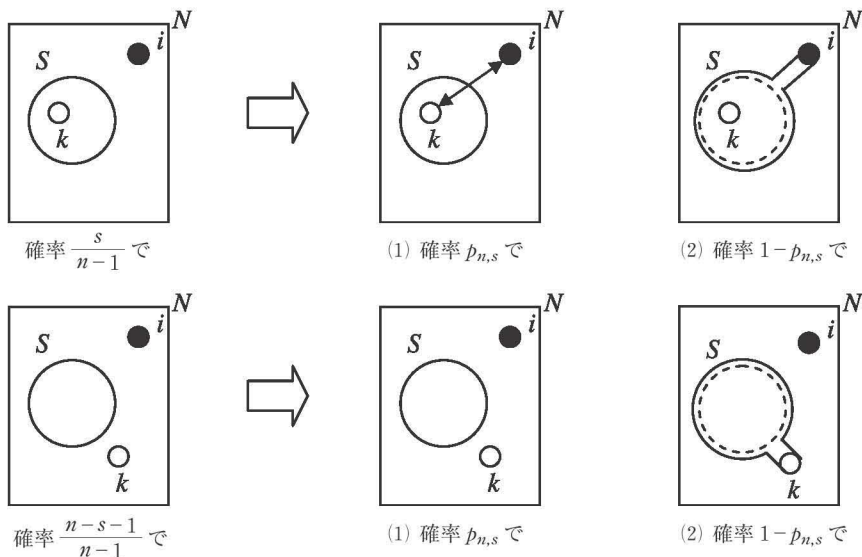 N
N
N
i
i
i
S
S
S
k
k
k
確率 s/(n-1) で
(1) 確率 p_{n,s} で
(2) 確率 1-p_{n,s} で
N
N
N
i
i
i
S
S
S
k
k
k
確率 (n-s-1)/(n-1) で
(1) 確率 p_{n,s} で
(2) 確率 1-p_{n,s} で